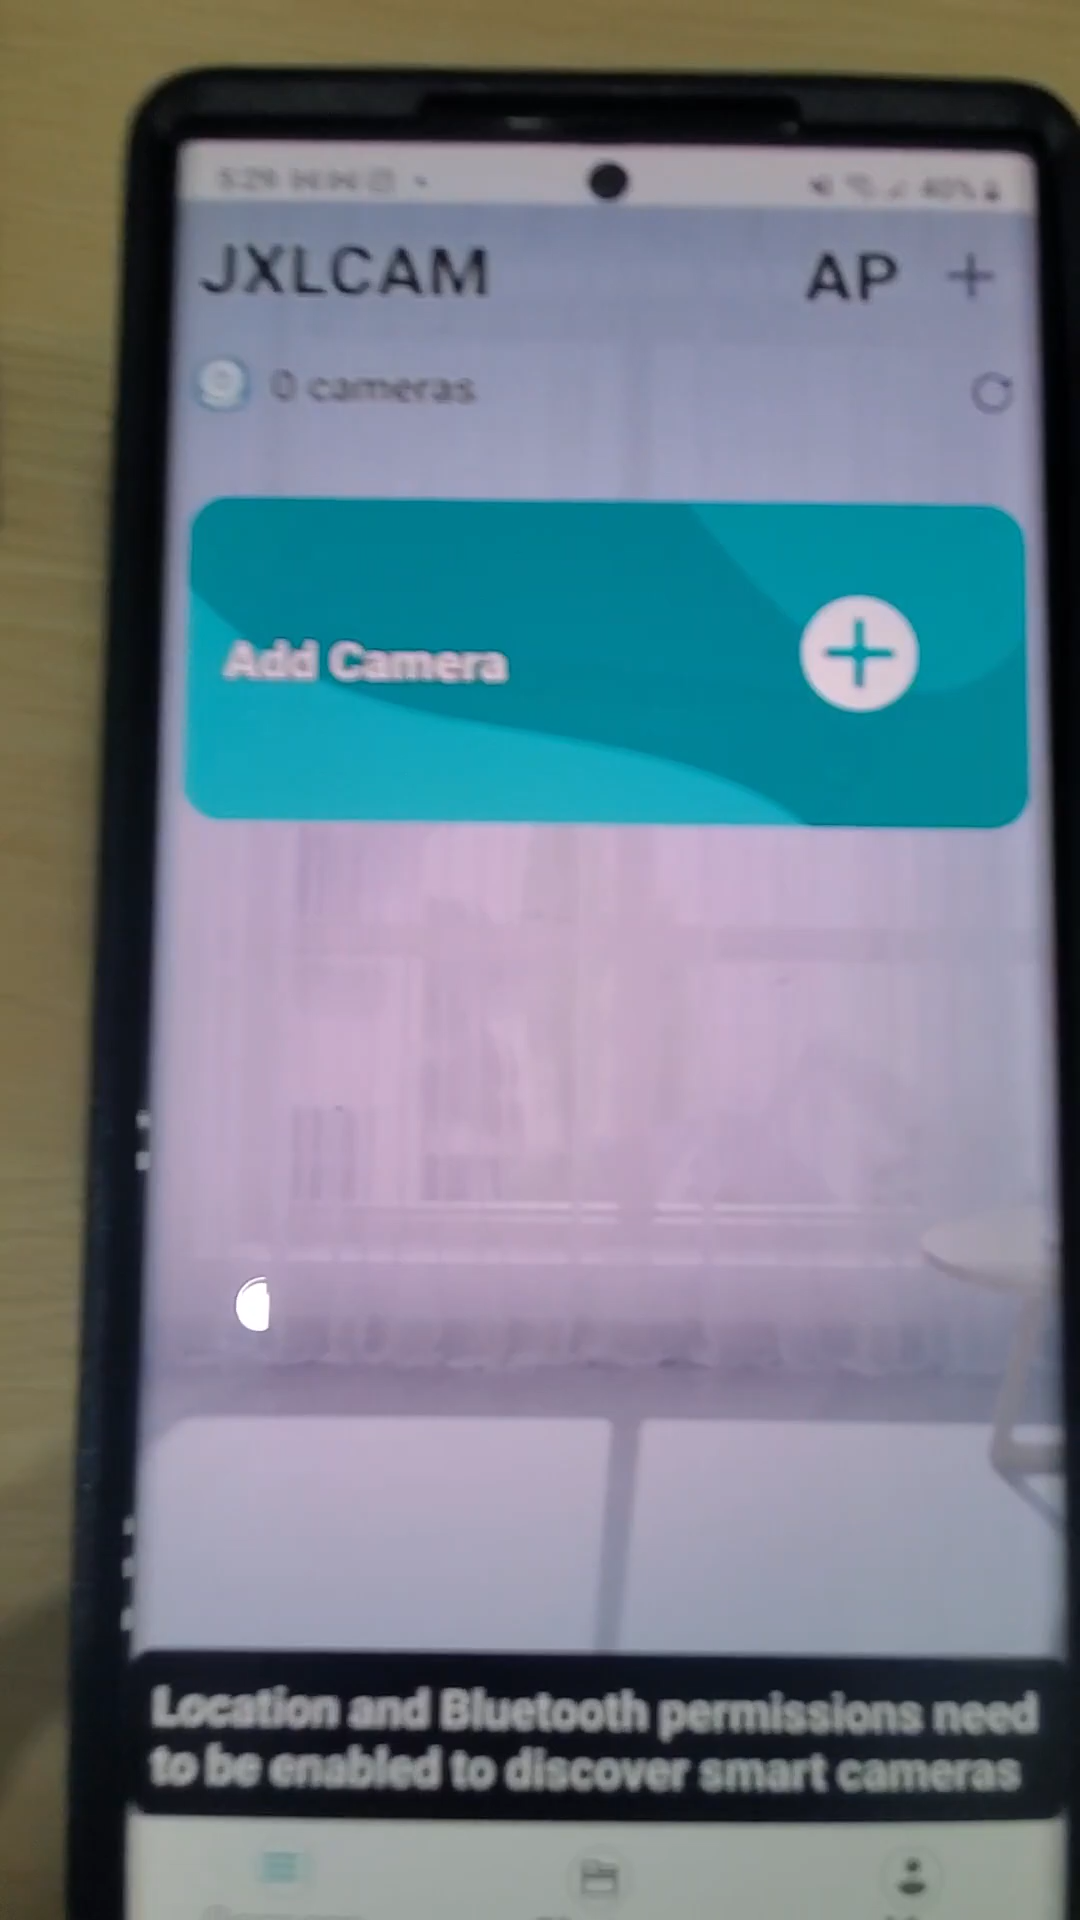 JXLCAM
AP +
0 cameras
Add Camera
Location and Bluetooth permissions need
to be enabled to discover smart cameras